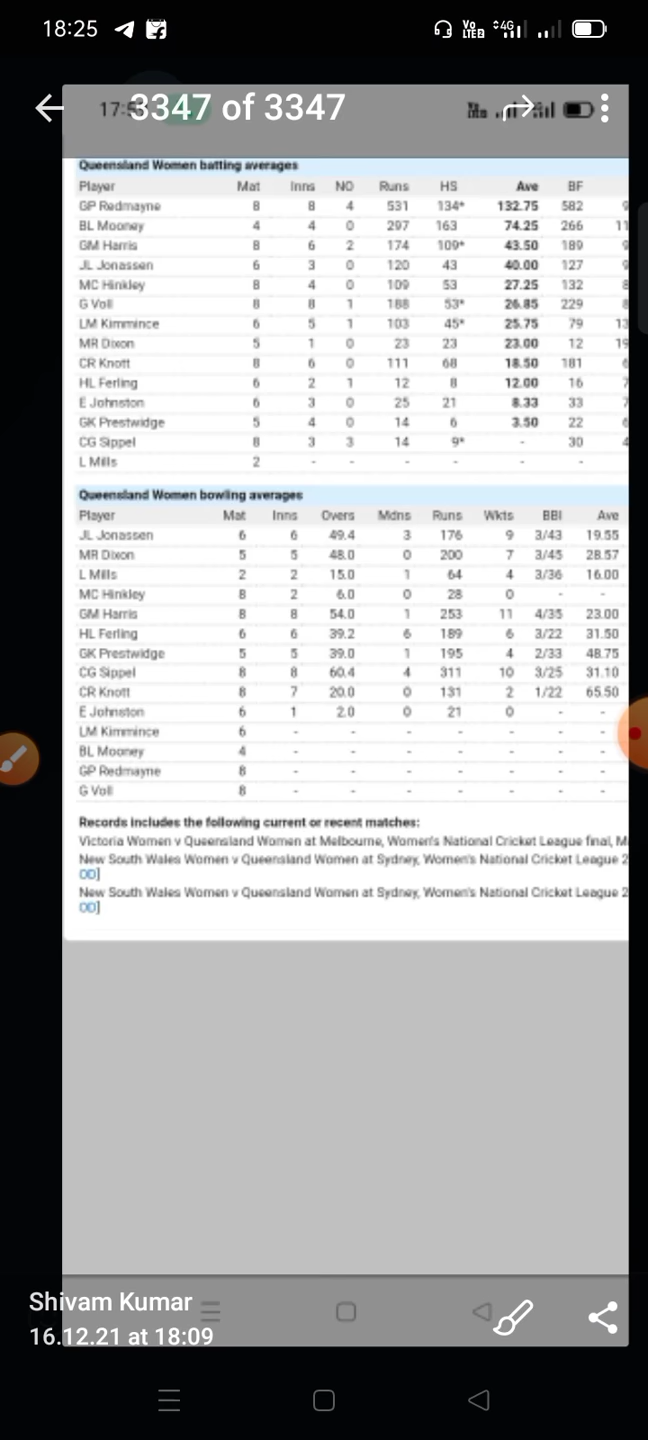 18:25
3347 of 3347
Queensland Women batting averages
Player Mat Inns NO Runs HS Ave BF
GP Redmayne 8 8 4 531 134* 132.75 582 9
BL Mooney 4 4 0 297 163 74.25 266 11
GM Harris 8 6 2 174 109* 43.50 189 9
JL Jonassen 6 3 0 120 43 40.00 127 9
MC Hinkley 8 4 0 109 53 27.25 132 8
G Voll 8 8 1 188 53* 26.85 229 8
LM Kimmince 6 5 1 103 45* 25.75 79 13
MR Dixon 5 1 0 23 23 23.00 12 19
CR Knott 8 6 0 111 68 18.50 181 6
HL Ferling 6 2 1 12 8 12.00 16 7
E Johnston 6 3 0 25 21 8.33 33 7
GK Prestwidge 5 4 0 14 6 3.50 22 6
CG Sippel 8 3 3 14 9* - 30 4
L Mills 2 - - - - - -
Queensland Women bowling averages
Player Mat Inns Overs Mdns Runs Wkts BBI Ave
JL Jonassen 6 6 49.4 3 176 9 3/43 19.55
MR Dixon 5 5 48.0 0 200 7 3/45 28.57
L Mills 2 2 15.0 1 64 4 3/36 16.00
MC Hinkley 8 2 6.0 0 28 0 - -
GM Harris 8 8 54.0 1 253 11 4/35 23.00
HL Ferling 6 6 39.2 6 189 6 3/22 31.50
GK Prestwidge 5 5 39.0 1 195 4 2/33 48.75
CG Sippel 8 8 60.4 4 311 10 3/25 31.10
CR Knott 8 7 20.0 0 131 2 1/22 65.50
E Johnston 6 1 2.0 0 21 0 - -
LM Kimmince 6 - - - - - - -
BL Mooney 4 - - - - - - -
GP Redmayne 8 - - - - - - -
G Voll 8 - - - - - - -
Records includes the following current or recent matches:
Victoria Women v Queensland Women at Melbourne, Women's National Cricket League final, M
New South Wales Women v Queensland Women at Sydney, Women's National Cricket League 2
OD]
New South Wales Women v Queensland Women at Sydney, Women's National Cricket League 2
OD]
Shivam Kumar
16.12.21 at 18:09